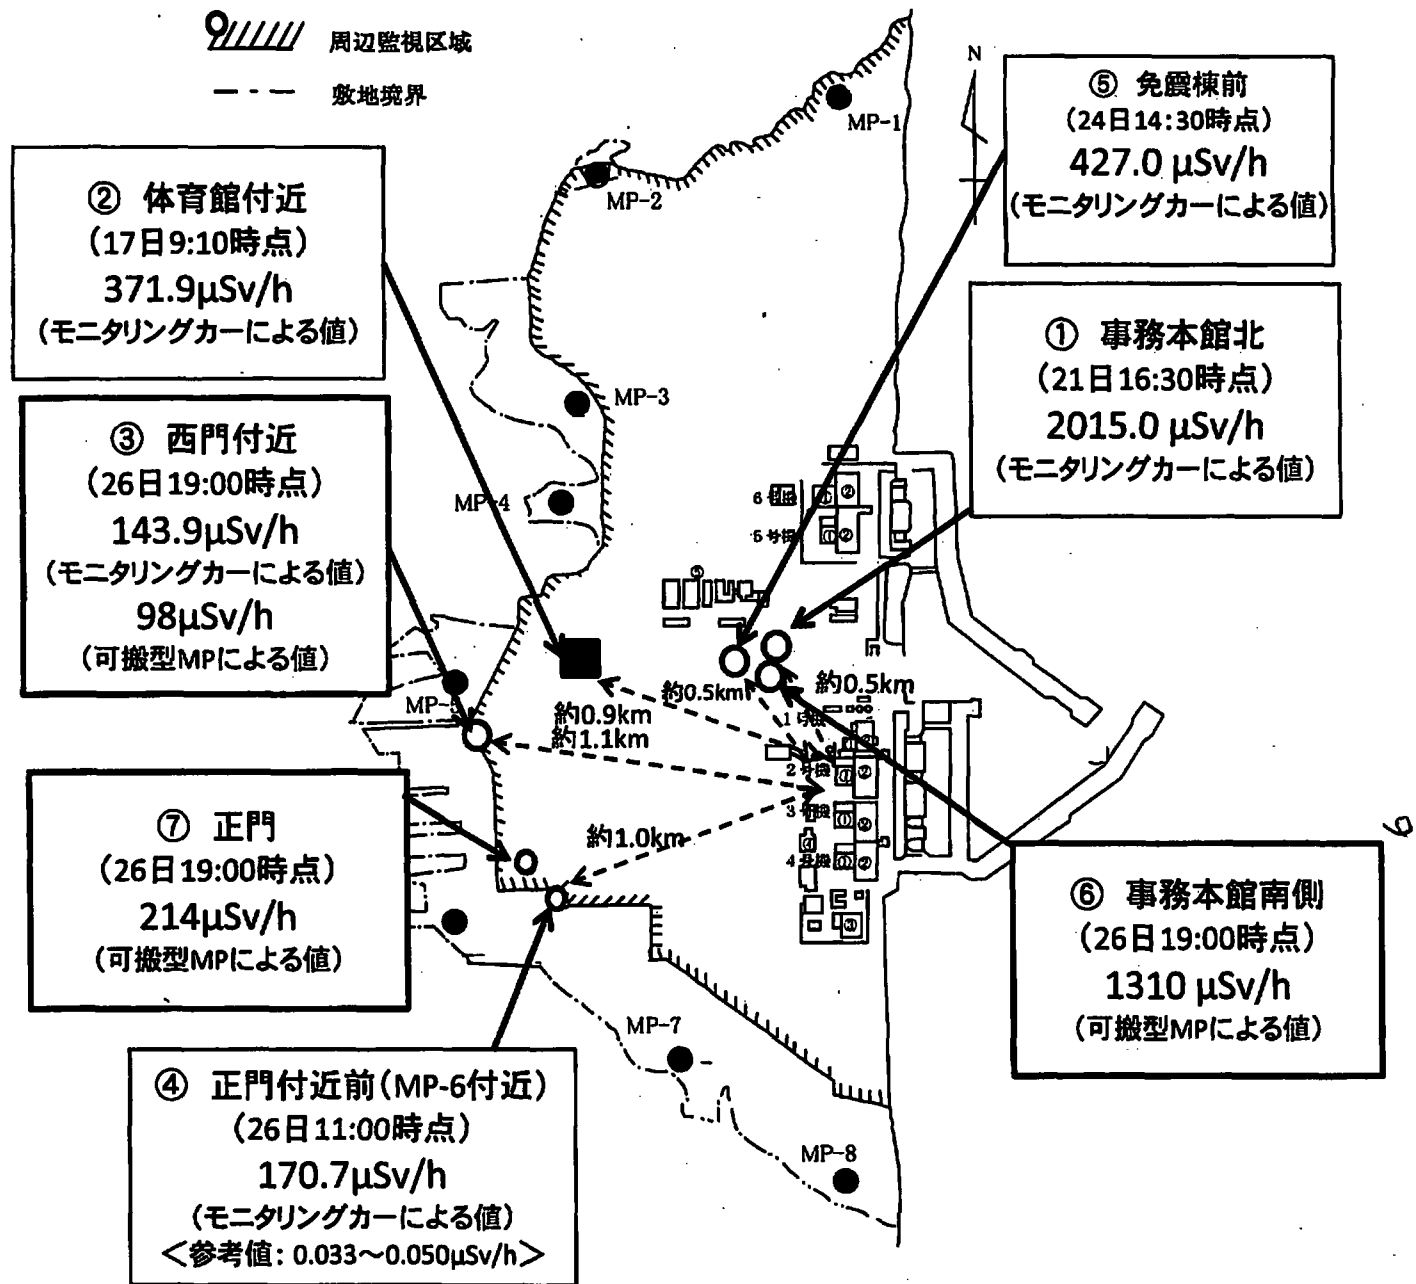 周辺監視区域
敷地境界
N
⑤ 免震棟前
(24日14:30時点)
427.0 μSv/h
(モニタリングカーによる値)
MP-1
② 体育館付近
(17日9:10時点)
371.9μSv/h
(モニタリングカーによる値)
MP-2
① 事務本館北
(21日16:30時点)
2015.0 μSv/h
(モニタリングカーによる値)
MP-3
③ 西門付近
(26日19:00時点)
143.9μSv/h
(モニタリングカーによる値)
98μSv/h
(可搬型MPによる値)
MP-4
6号機
① ②
5号機
① ②
⑤
MP-5
約0.5km
約0.5km
約0.9km
約1.1km
1号機
2号機
① ②
3号機
① ②
④
4号機
① ②
③
約1.0km
⑦ 正門
(26日19:00時点)
214μSv/h
(可搬型MPによる値)
⑥ 事務本館南側
(26日19:00時点)
1310 μSv/h
(可搬型MPによる値)
MP-7
④ 正門付近前(MP-6付近)
(26日11:00時点)
170.7μSv/h
(モニタリングカーによる値)
<参考値: 0.033～0.050μSv/h>
MP-8